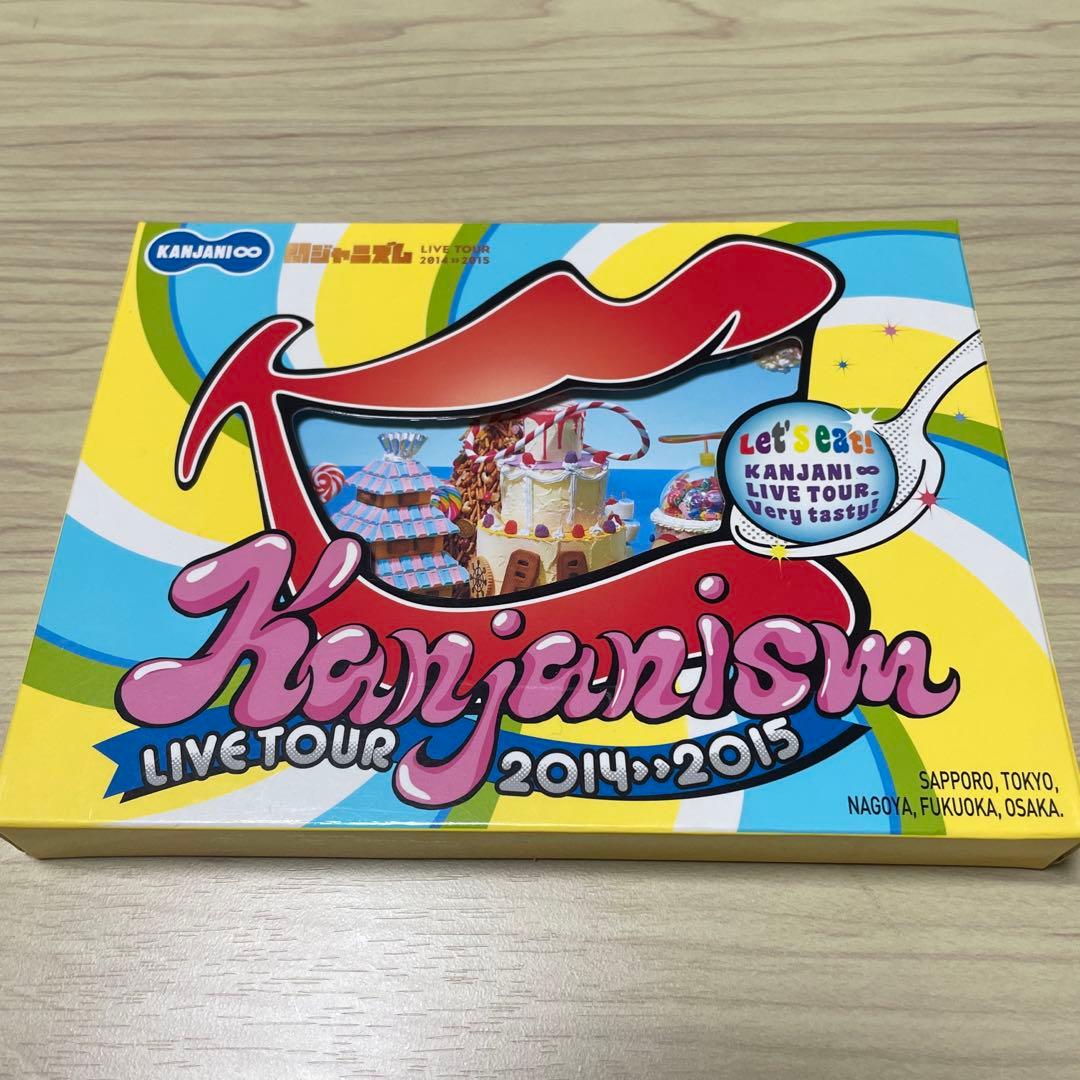 KANJANI∞
関ジャニズム
LIVE TOUR
2014»2015
Let's eat!
KANJANI∞
LIVE TOUR.
Very tasty!
Kanjanism
LIVE TOUR
2014»2015
SAPPORO, TOKYO,
NAGOYA, FUKUOKA, OSAKA.